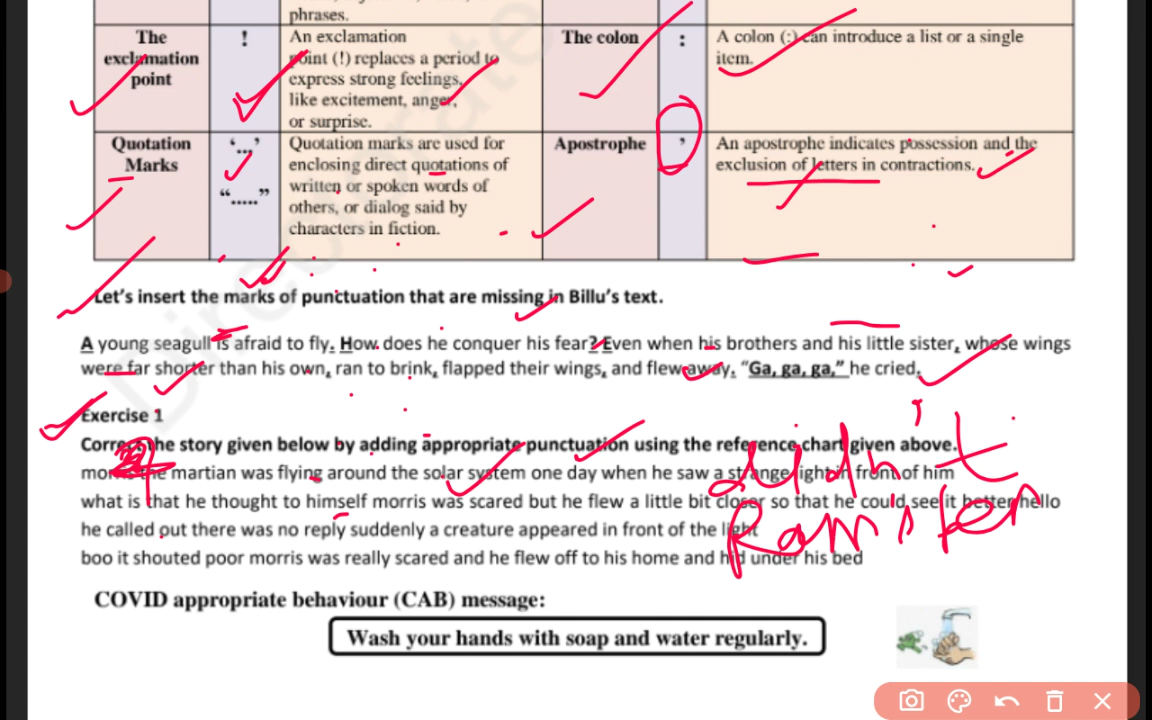 phrases.
The exclamation point
!
An exclamation
point (!) replaces a period to
express strong feelings,
like excitement, anger,
or surprise.
The colon
:
A colon (:) can introduce a list or a single
item.
Quotation Marks
‘...’
“.....”
Quotation marks are used for
enclosing direct quotations of
written or spoken words of
others, or dialog said by
characters in fiction.
Apostrophe
’
An apostrophe indicates possession and the
exclusion of letters in contractions.
Let’s insert the marks of punctuation that are missing in Billu’s text.
A young seagull is afraid to fly. How does he conquer his fear? Even when his brothers and his little sister, whose wings
were far shorter than his own, ran to brink, flapped their wings, and flew away. “Ga, ga, ga,” he cried.
Exercise 1
Correct the story given below by adding appropriate punctuation using the reference chart given above.
morris the martian was flying around the solar system one day when he saw a strange light in front of him
what is that he thought to himself morris was scared but he flew a little bit closer so that he could see it better hello
he called out there was no reply suddenly a creature appeared in front of the light
boo it shouted poor morris was really scared and he flew off to his home and hid under his bed
didn't
Ram's
COVID appropriate behaviour (CAB) message:
Wash your hands with soap and water regularly.